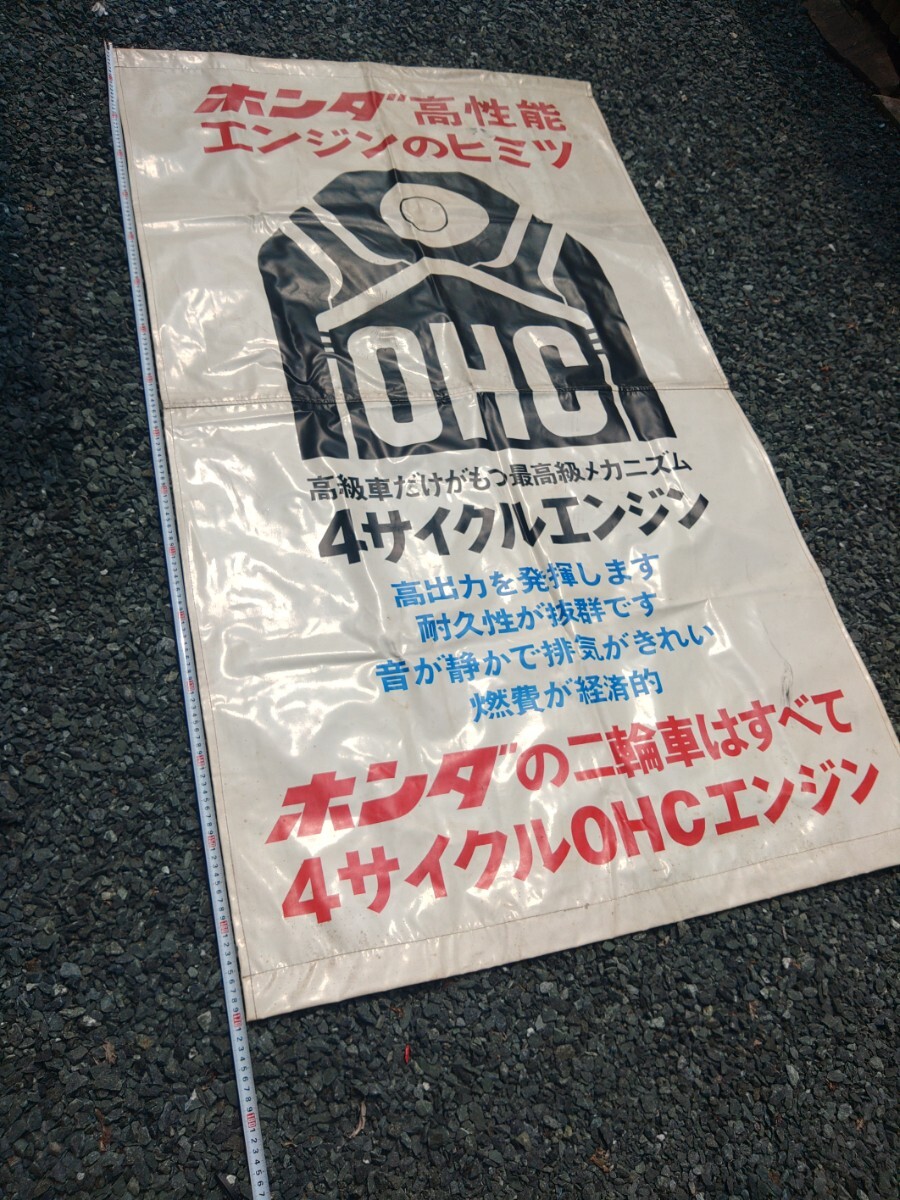 ホンダ高性能
エンジンのヒミツ
OHC
高級車だけがもつ最高級メカニズム
4サイクルエンジン
高出力を発揮します
耐久性が抜群です
音が静かで排気がきれい
燃費が経済的
ホンダの二輪車はすべて
4サイクルOHCエンジン